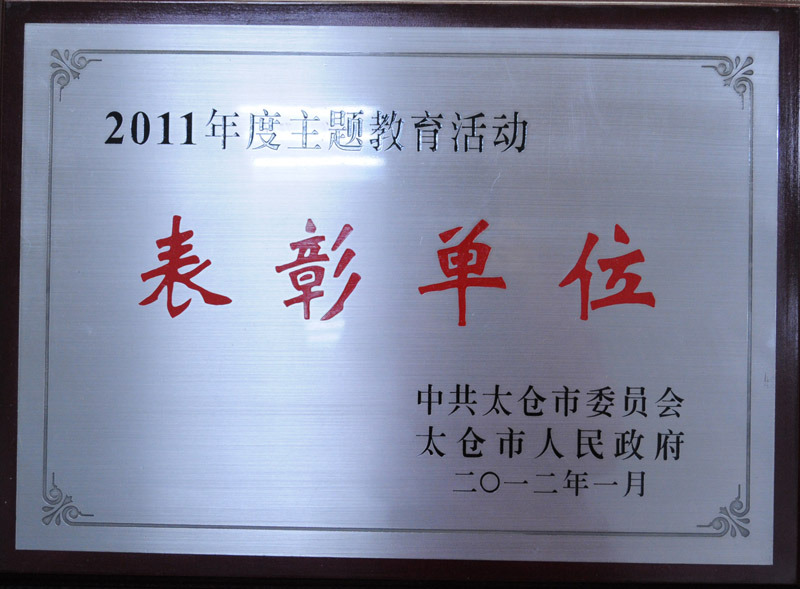 2011年度主题教育活动
表彰单位
中共太仓市委员会
太仓市人民政府
二〇一二年一月